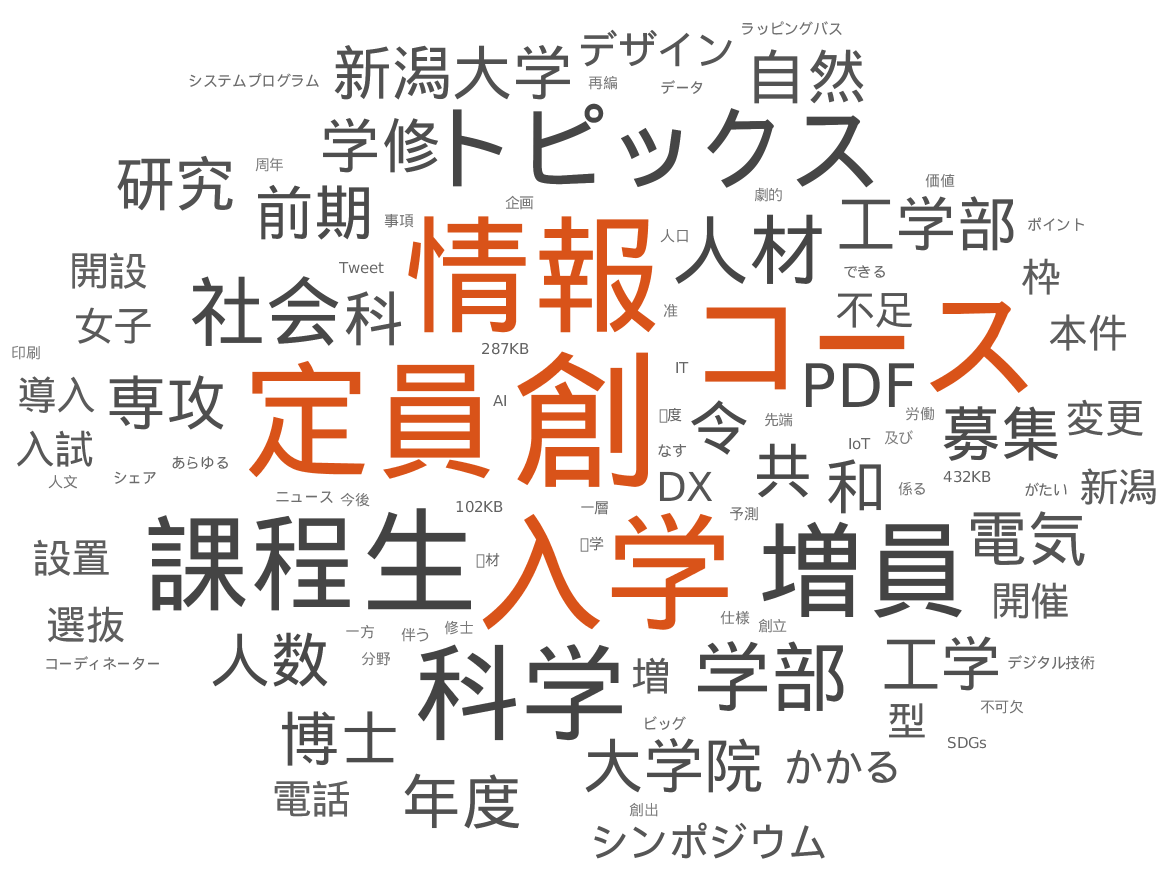 ラッピングバス
新潟大学
デザイン
自然
システムプログラム
再編
データ
学修
トピックス
研究
周年
前期
事項
企画
劇的
価値
人口
人材
工学部
ポイント
開設
Tweet
情報
できる
枠
女子
社会
科
准
不足
コース
本件
印刷
287KB
IT
PDF
導入
専攻
定員
創
AI
度
令
先端
労働
募集
変更
入試
あらゆる
なす
IoT
及び
人文
シェア
共
和
432KB
係る
がたい
新潟
ニュース
今後
102KB
DX
一層
予測
設置
課程
生
材
入学
学
増員
電気
開催
選抜
人数
一方
伴う
修士
仕様
創立
コーディネーター
分野
科学
増
学部
工学
デジタル技術
博士
ビッグ
型
不可欠
SDGs
電話
年度
大学院
かかる
創出
シンポジウム